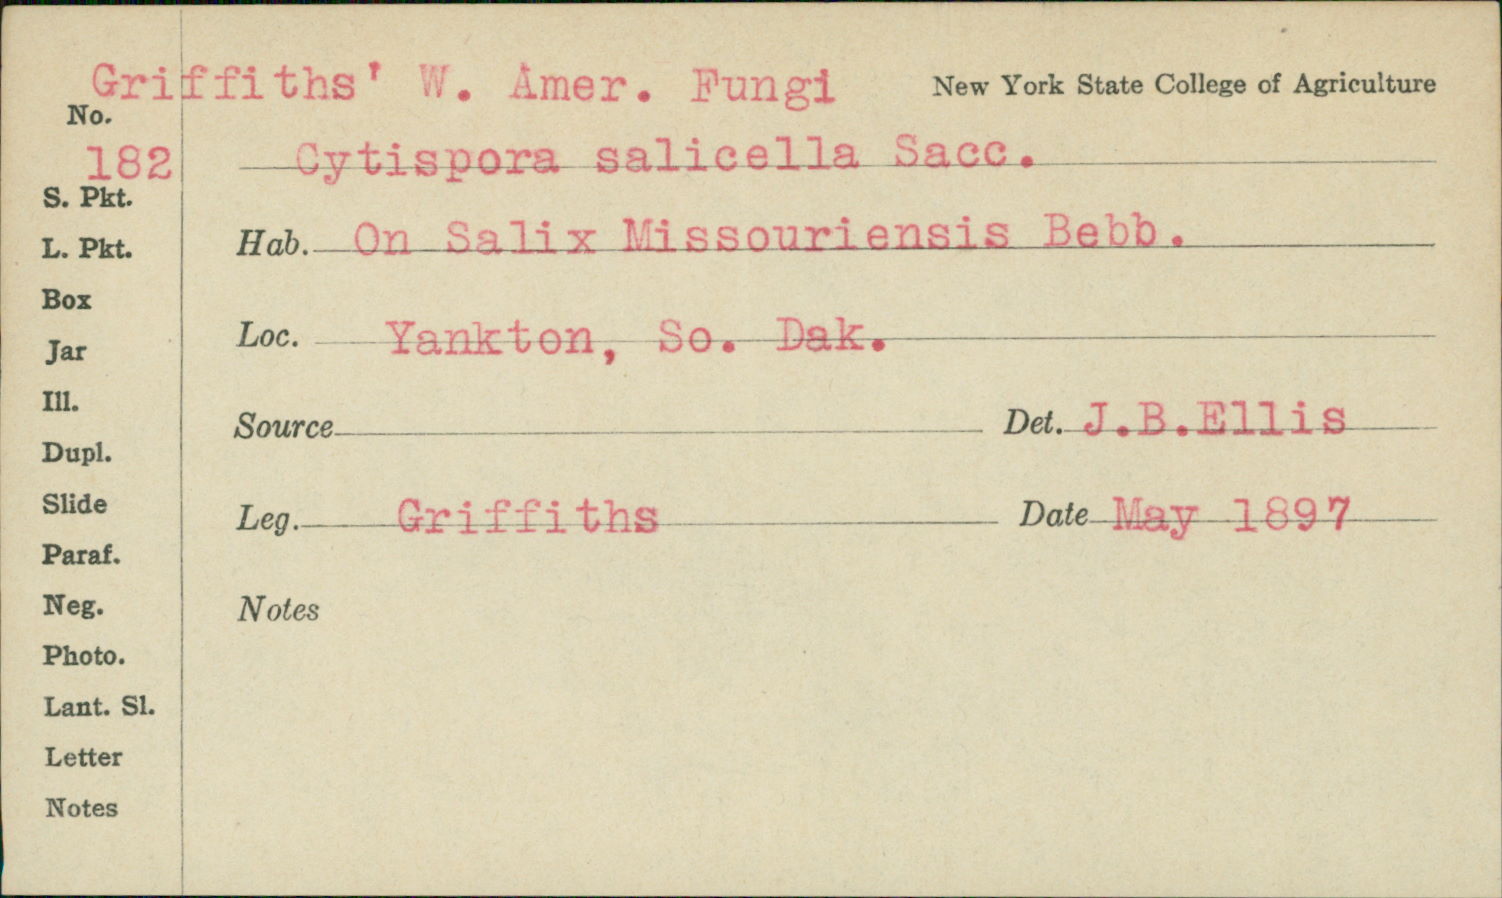 Griffiths' W. Amer. Fungi New York State College of Agriculture
No.
182 Cytispora salicella Sacc.
S. Pkt.
L. Pkt. Hab. On Salix Missouriensis Bebb.
Box
Jar Loc. Yankton, So. Dak.
Ill.
Dupl. Source Det. J.B.Ellis
Slide Leg. Griffiths Date May 1897
Paraf.
Neg. Notes
Photo.
Lant. Sl.
Letter
Notes